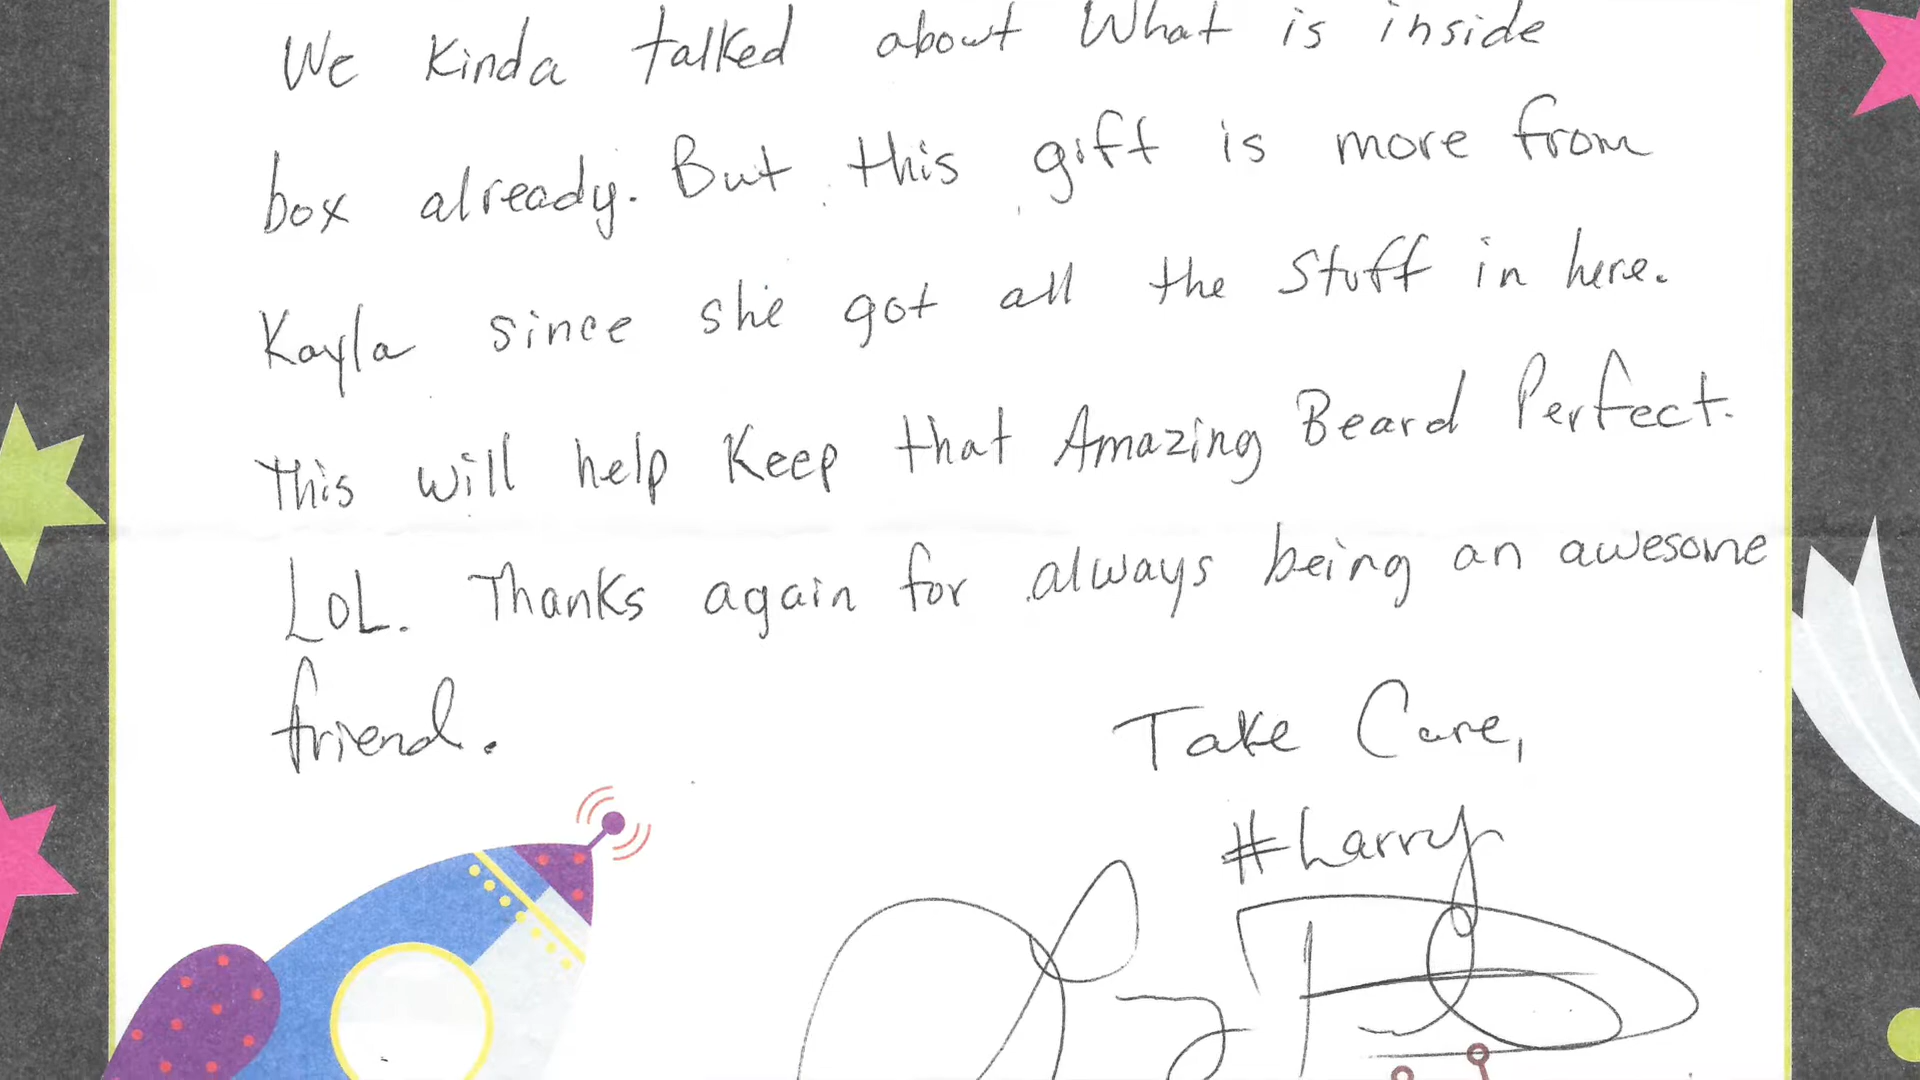 We Kinda talked about What is inside
box already. But this gift is more from
Kayla since she got all the Stuff in here.
This will help Keep that Amazing Beard Perfect.
LoL. Thanks again for always being an awesome
friend.
Take Care,
#Larry